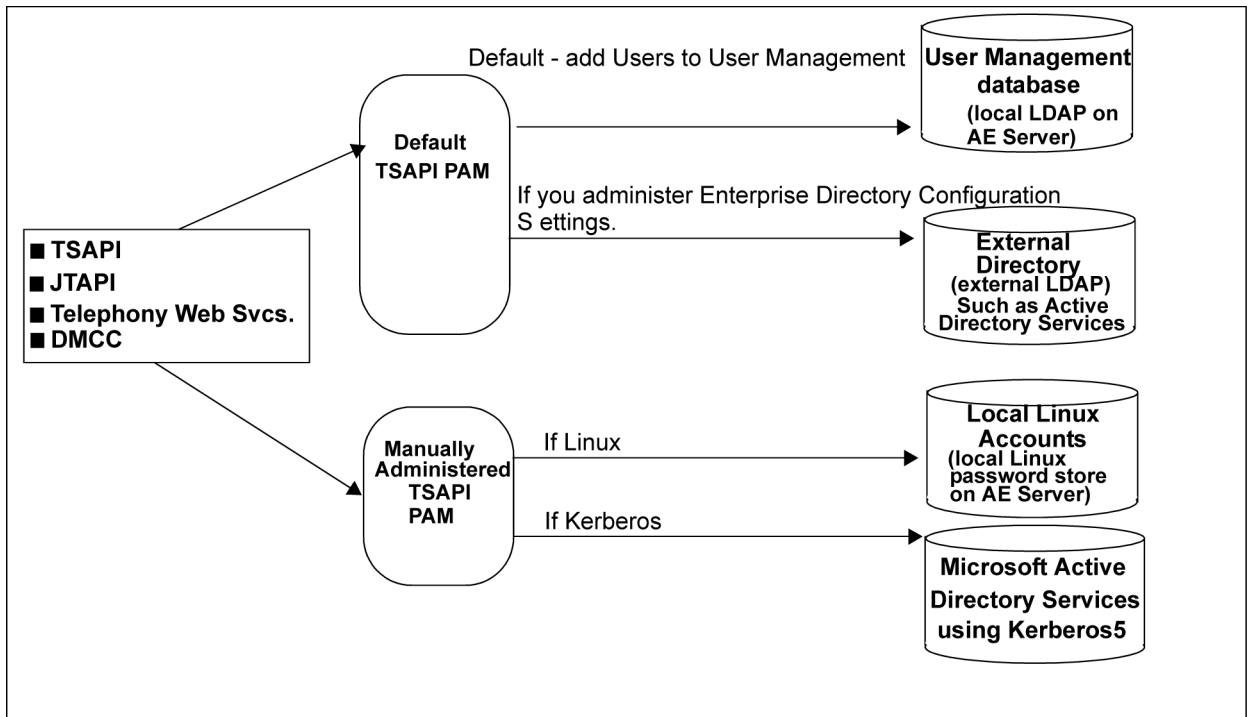 Default - add Users to User Management
User Management
database
(local LDAP on
AE Server)
Default
TSAPI PAM
If you administer Enterprise Directory Configuration
S ettings.
External
Directory
(external LDAP)
Such as Active
Directory Services
■ TSAPI
■ JTAPI
■ Telephony Web Svcs.
■ DMCC
Manually
Administered
TSAPI
PAM
If Linux
Local Linux
Accounts
(local Linux
password store
on AE Server)
If Kerberos
Microsoft Active
Directory Services
using Kerberos5